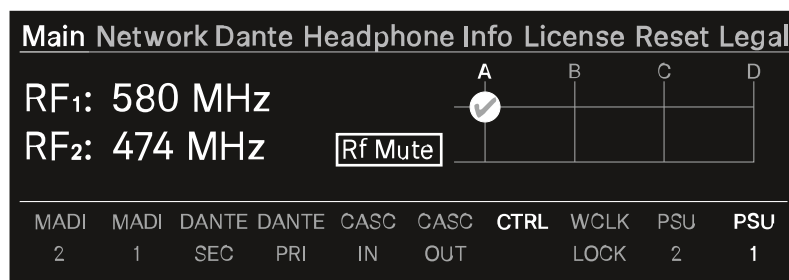 Main Network Dante Headphone Info License Reset Legal
A B C D
RF1: 580 MHz
RF2: 474 MHz Rf Mute
MADI MADI DANTE DANTE CASC CASC CTRL WCLK PSU PSU
2 1 SEC PRI IN OUT LOCK 2 1